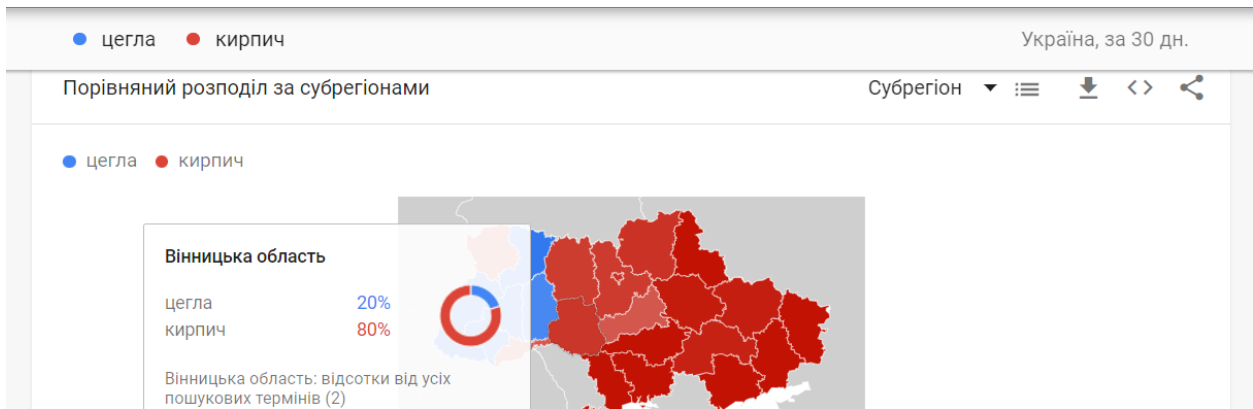 цегла кирпич Україна, за 30 дн.
Порівняний розподіл за субрегіонами Субрегіон
цегла кирпич
Вінницька область
цегла 20%
кирпич 80%
Вінницька область: відсотки від усіх
пошукових термінів (2)